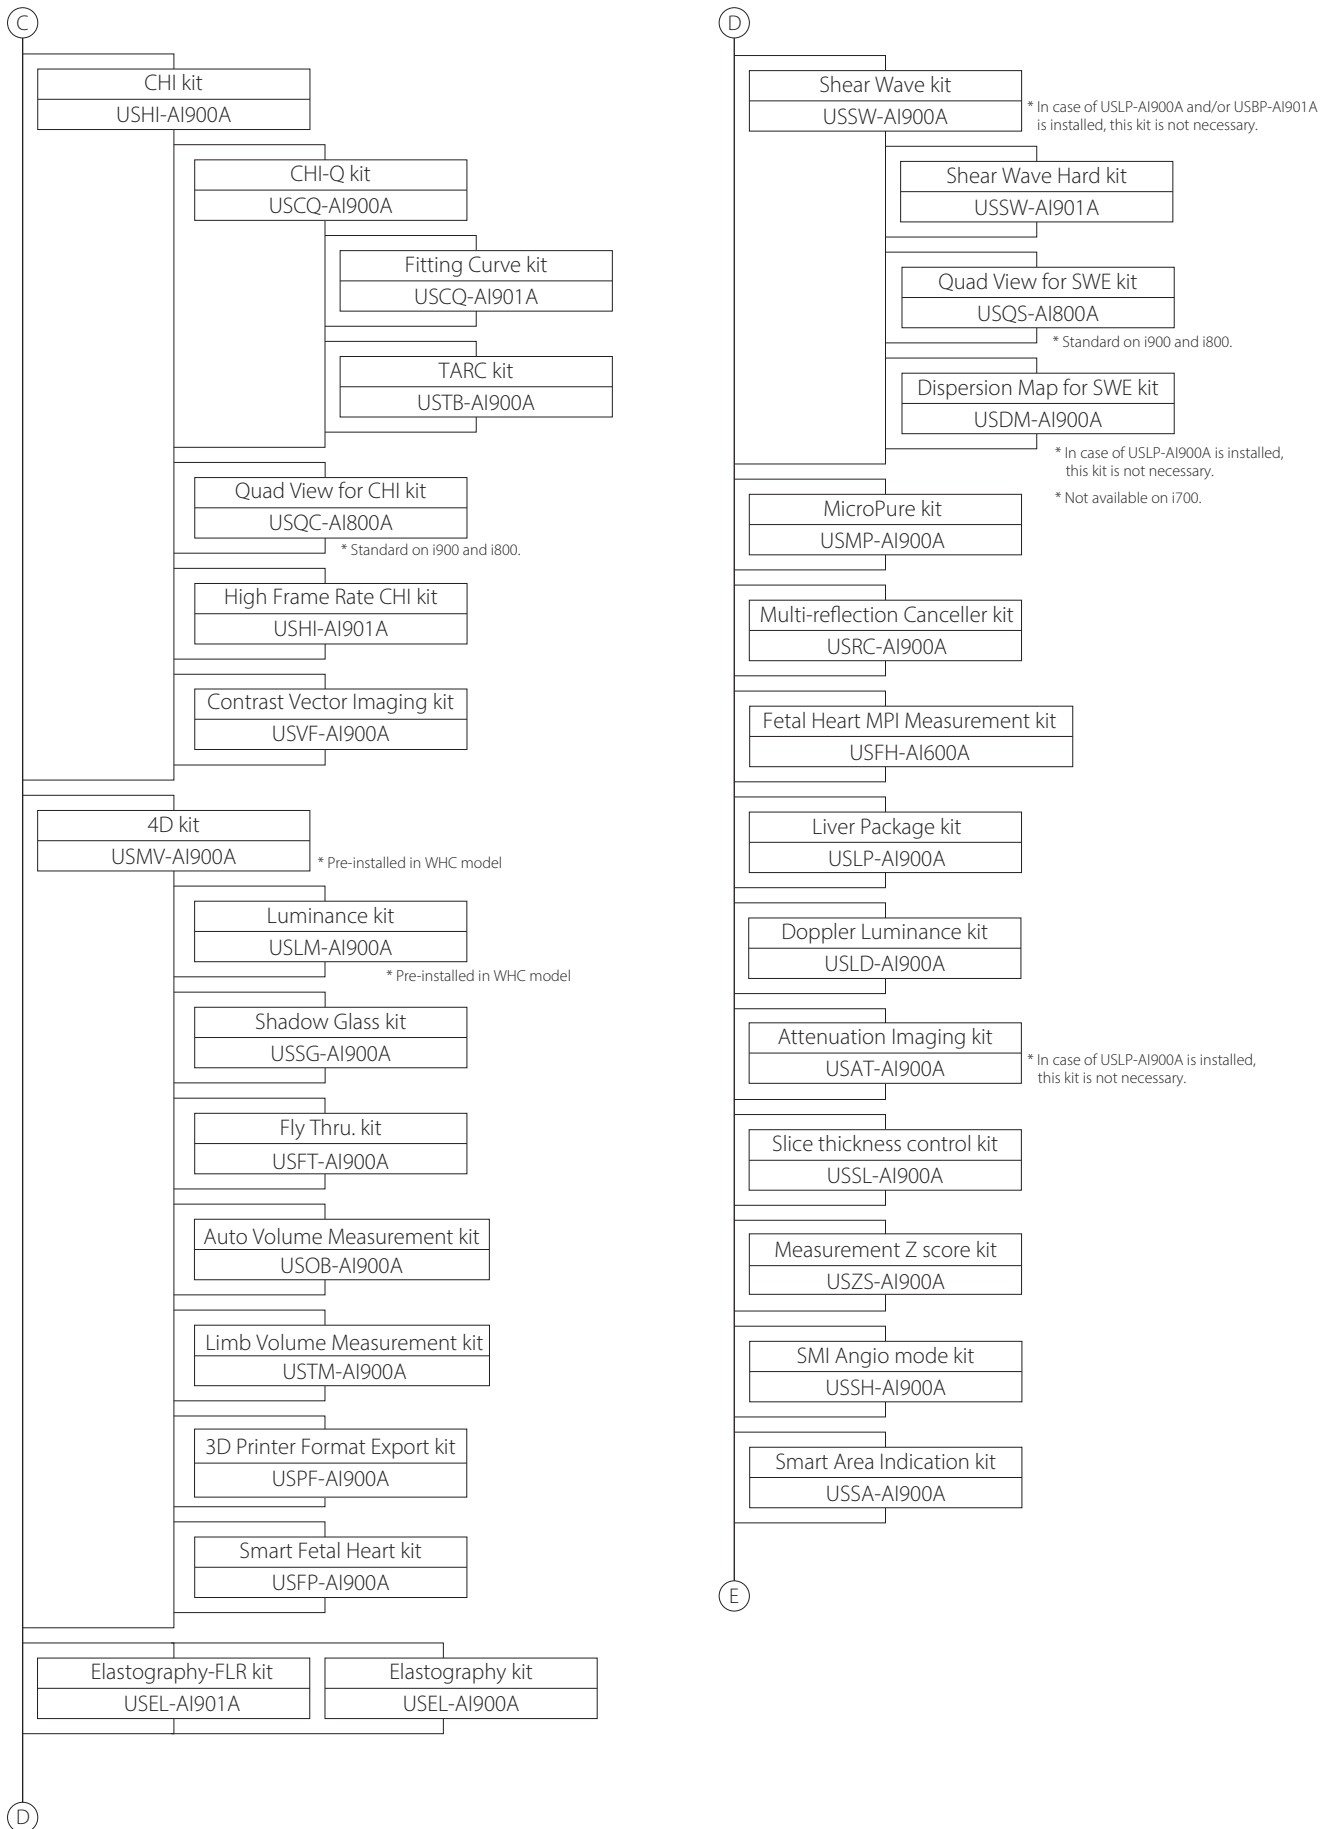 C
CHI kit
USHI-AI900A
CHI-Q kit
USCQ-AI900A
Fitting Curve kit
USCQ-AI901A
TARC kit
USTB-AI900A
Quad View for CHI kit
USQC-AI800A
* Standard on i900 and i800.
High Frame Rate CHI kit
USHI-AI901A
Contrast Vector Imaging kit
USVF-AI900A
4D kit
USMV-AI900A
* Pre-installed in WHC model
Luminance kit
USLM-AI900A
* Pre-installed in WHC model
Shadow Glass kit
USSG-AI900A
Fly Thru. kit
USFT-AI900A
Auto Volume Measurement kit
USOB-AI900A
Limb Volume Measurement kit
USTM-AI900A
3D Printer Format Export kit
USPF-AI900A
Smart Fetal Heart kit
USFP-AI900A
Elastography-FLR kit
USEL-AI901A
Elastography kit
USEL-AI900A
D
D
Shear Wave kit
USSW-AI900A
* In case of USLP-AI900A and/or USBP-AI901A
is installed, this kit is not necessary.
Shear Wave Hard kit
USSW-AI901A
Quad View for SWE kit
USQS-AI800A
* Standard on i900 and i800.
Dispersion Map for SWE kit
USDM-AI900A
* In case of USLP-AI900A is installed,
this kit is not necessary.
* Not available on i700.
MicroPure kit
USMP-AI900A
Multi-reflection Canceller kit
USRC-AI900A
Fetal Heart MPI Measurement kit
USFH-AI600A
Liver Package kit
USLP-AI900A
Doppler Luminance kit
USLD-AI900A
Attenuation Imaging kit
USAT-AI900A
* In case of USLP-AI900A is installed,
this kit is not necessary.
Slice thickness control kit
USSL-AI900A
Measurement Z score kit
USZS-AI900A
SMI Angio mode kit
USSH-AI900A
Smart Area Indication kit
USSA-AI900A
E